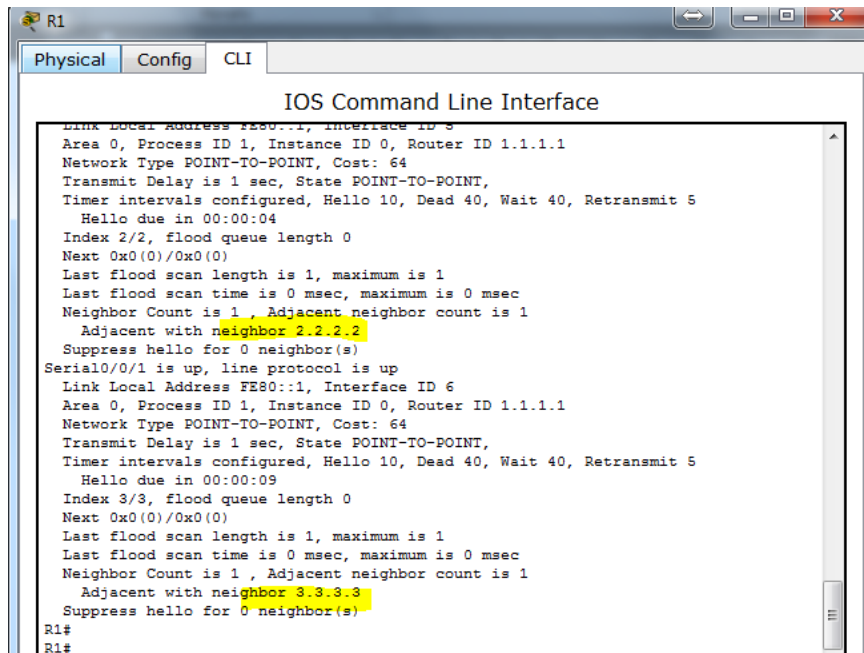 R1
Physical Config CLI
IOS Command Line Interface
Link Local Address FE80::1, Interface ID 5
Area 0, Process ID 1, Instance ID 0, Router ID 1.1.1.1
Network Type POINT-TO-POINT, Cost: 64
Transmit Delay is 1 sec, State POINT-TO-POINT,
Timer intervals configured, Hello 10, Dead 40, Wait 40, Retransmit 5
Hello due in 00:00:04
Index 2/2, flood queue length 0
Next 0x0(0)/0x0(0)
Last flood scan length is 1, maximum is 1
Last flood scan time is 0 msec, maximum is 0 msec
Neighbor Count is 1 , Adjacent neighbor count is 1
Adjacent with neighbor 2.2.2.2
Suppress hello for 0 neighbor(s)
Serial0/0/1 is up, line protocol is up
Link Local Address FE80::1, Interface ID 6
Area 0, Process ID 1, Instance ID 0, Router ID 1.1.1.1
Network Type POINT-TO-POINT, Cost: 64
Transmit Delay is 1 sec, State POINT-TO-POINT,
Timer intervals configured, Hello 10, Dead 40, Wait 40, Retransmit 5
Hello due in 00:00:09
Index 3/3, flood queue length 0
Next 0x0(0)/0x0(0)
Last flood scan length is 1, maximum is 1
Last flood scan time is 0 msec, maximum is 0 msec
Neighbor Count is 1 , Adjacent neighbor count is 1
Adjacent with neighbor 3.3.3.3
Suppress hello for 0 neighbor(s)
R1#
R1#